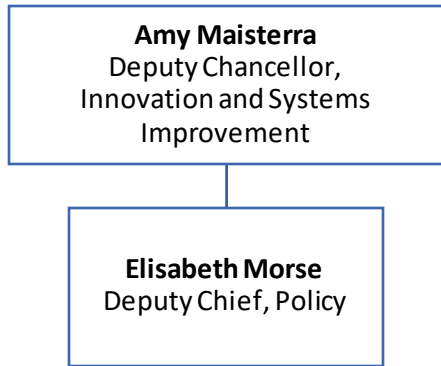 Amy Maisterra
Deputy Chancellor,
Innovation and Systems
Improvement
Elisabeth Morse
Deputy Chief, Policy